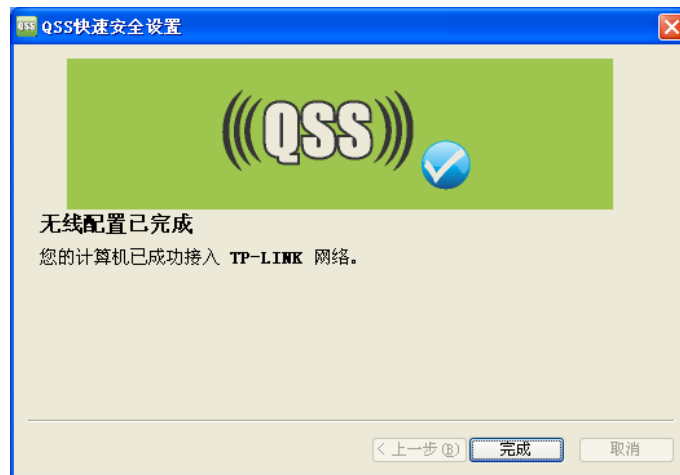 QSS QSS快速安全设置
(((QSS)))
无线配置已完成
您的计算机已成功接入 TP-LINK 网络。
< 上一步(B) 完成 取消